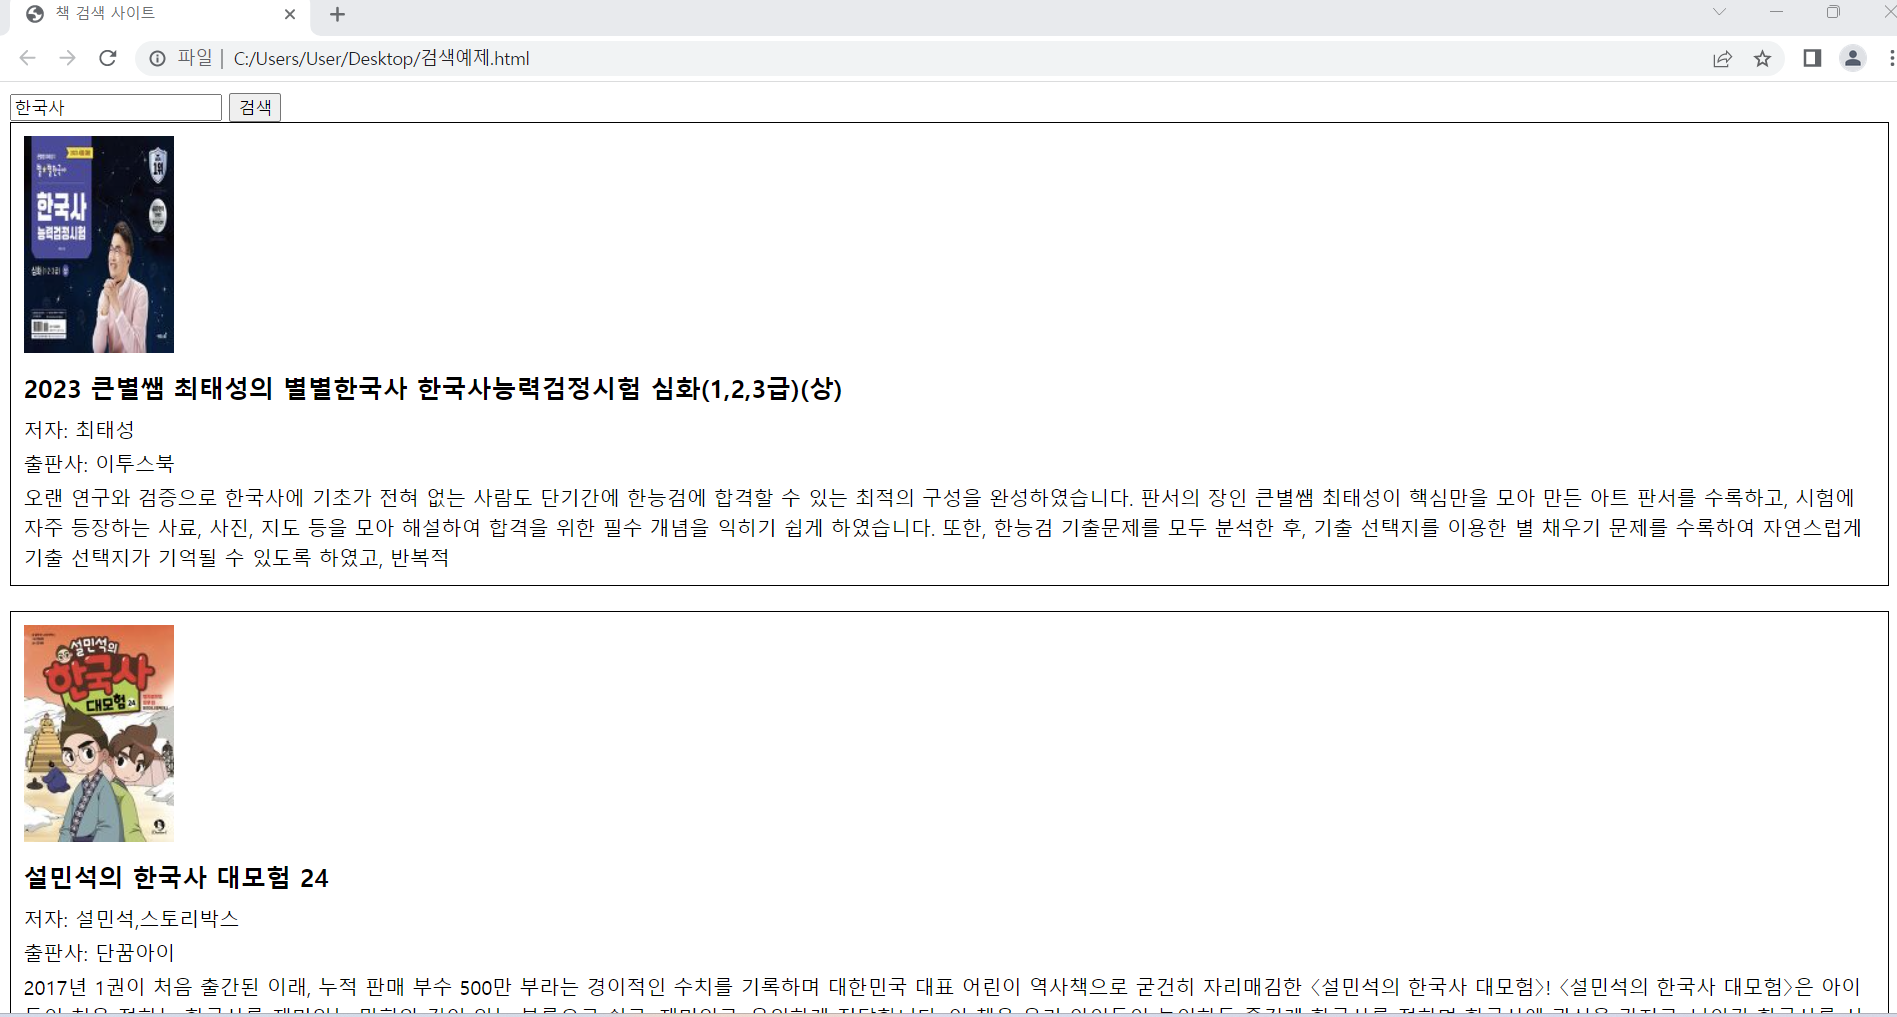 책 검색 사이트
파일 | C:/Users/User/Desktop/검색예제.html
한국사 검색
1위
한국사
능력검정시험
심화
2023 큰별쌤 최태성의 별별한국사 한국사능력검정시험 심화(1,2,3급)(상)
저자: 최태성
출판사: 이투스북
오랜 연구와 검증으로 한국사에 기초가 전혀 없는 사람도 단기간에 한능검에 합격할 수 있는 최적의 구성을 완성하였습니다. 판서의 장인 큰별쌤 최태성이 핵심만을 모아 만든 아트 판서를 수록하고, 시험에
자주 등장하는 사료, 사진, 지도 등을 모아 해설하여 합격을 위한 필수 개념을 익히기 쉽게 하였습니다. 또한, 한능검 기출문제를 모두 분석한 후, 기출 선택지를 이용한 별 채우기 문제를 수록하여 자연스럽게
기출 선택지가 기억될 수 있도록 하였고, 반복적
설민석의
한국사
대모험 24
설민석의 한국사 대모험 24
저자: 설민석,스토리박스
출판사: 단꿈아이
2017년 1권이 처음 출간된 이래, 누적 판매 부수 500만 부라는 경이적인 수치를 기록하며 대한민국 대표 어린이 역사책으로 굳건히 자리매김한 〈설민석의 한국사 대모험〉! 〈설민석의 한국사 대모험〉은 아이